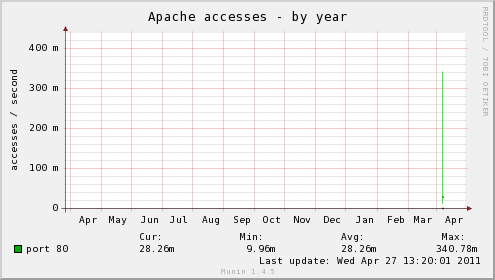 Apache accesses - by year
RRDTOOL / TOBI OETIKER
accesses / second
400 m
300 m
200 m
100 m
0
Apr May Jun Jul Aug Sep Oct Nov Dec Jan Feb Mar Apr
Cur: Min: Avg: Max:
port 80 28.26m 9.96m 28.26m 340.78m
Last update: Wed Apr 27 13:20:01 2011
Munin 1.4.5